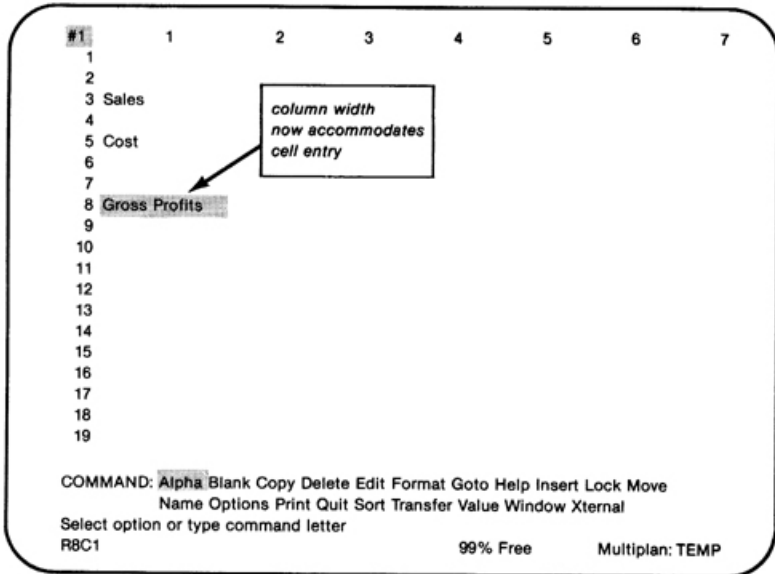 #1 1 2 3 4 5 6 7
1
2
3 Sales
4
5 Cost
6
7
8 Gross Profits
9
10
11
12
13
14
15
16
17
18
19
column width
now accommodates
cell entry
COMMAND: Alpha Blank Copy Delete Edit Format Goto Help Insert Lock Move
Name Options Print Quit Sort Transfer Value Window Xternal
Select option or type command letter
R8C1 99% Free Multiplan: TEMP